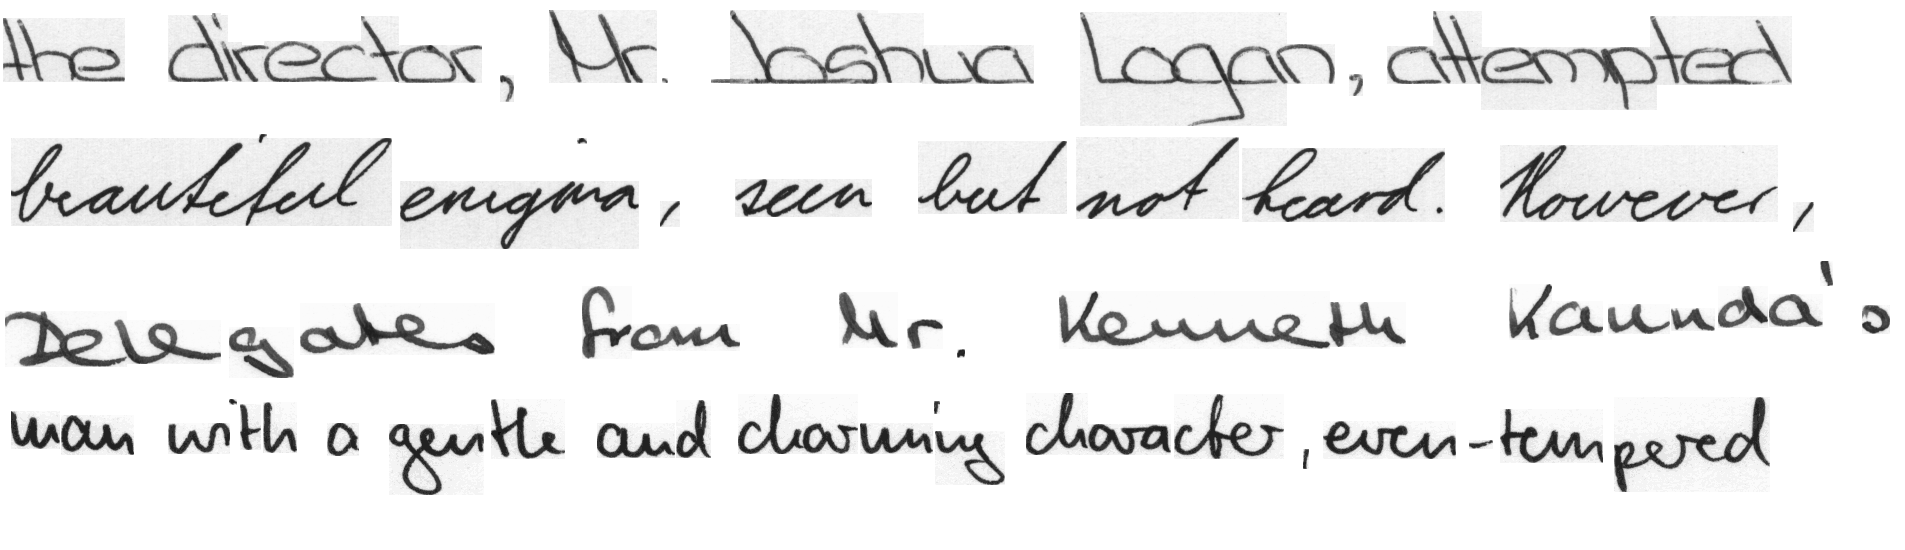 the director, Mr. Joshua Logan, attempted
beautiful enigma, seen but not heard. However,
Delegates from Mr. Kenneth Kaunda's
man with a gentle and charming character, even-tempered